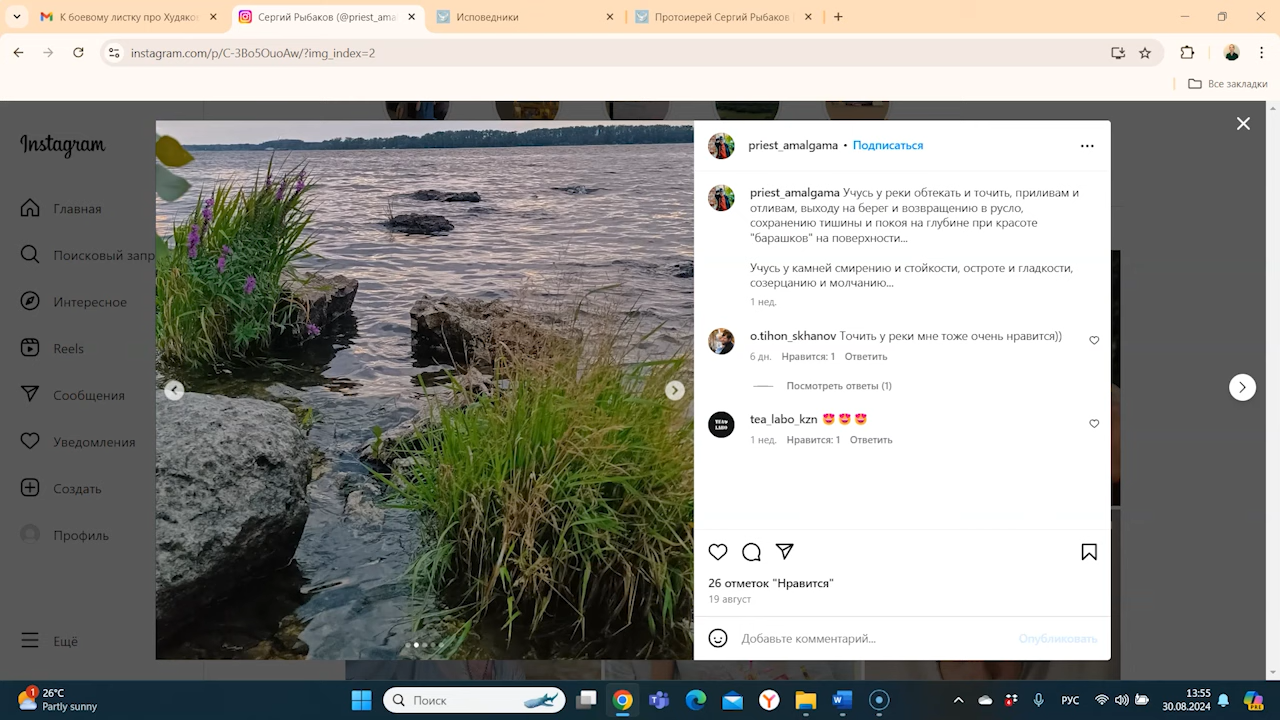 К боевому листку про Худяко
Сергий Рыбаков (@priest_ama
Исповедники
Протоиерей Сергий Рыбаков
instagram.com/p/C-3Bo5OuoAw/?img_index=2
Все закладки
Instagram
Главная
Поисковый запр
Интересное
Reels
Сообщения
Уведомления
Создать
Профиль
Ещё
priest_amalgama • Подписаться
priest_amalgama Учусь у реки обтекать и точить, приливам и
отливам, выходу на берег и возвращению в русло,
сохранению тишины и покоя на глубине при красоте
"барашков" на поверхности...
Учусь у камней смирению и стойкости, остроте и гладкости,
созерцанию и молчанию...
1 нед.
o.tihon_skhanov Точить у реки мне тоже очень нравится))
6 дн. Нравится: 1 Ответить
Посмотреть ответы (1)
tea_labo_kzn
1 нед. Нравится: 1 Ответить
26 отметок "Нравится"
19 август
Добавьте комментарий...
Опубликовать
1
26°C
Partly sunny
Поиск
РУС
13:55
30.08.2024